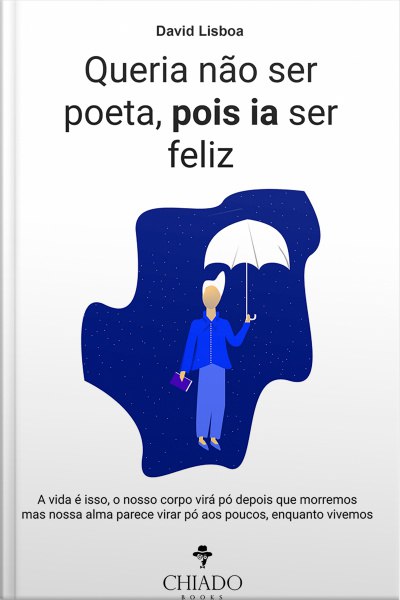 David Lisboa
Queria não ser
poeta, pois ia ser
feliz
A vida é isso, o nosso corpo virá pó depois que morremos
mas nossa alma parece virar pó aos poucos, enquanto vivemos
CHIADO
BOOKS